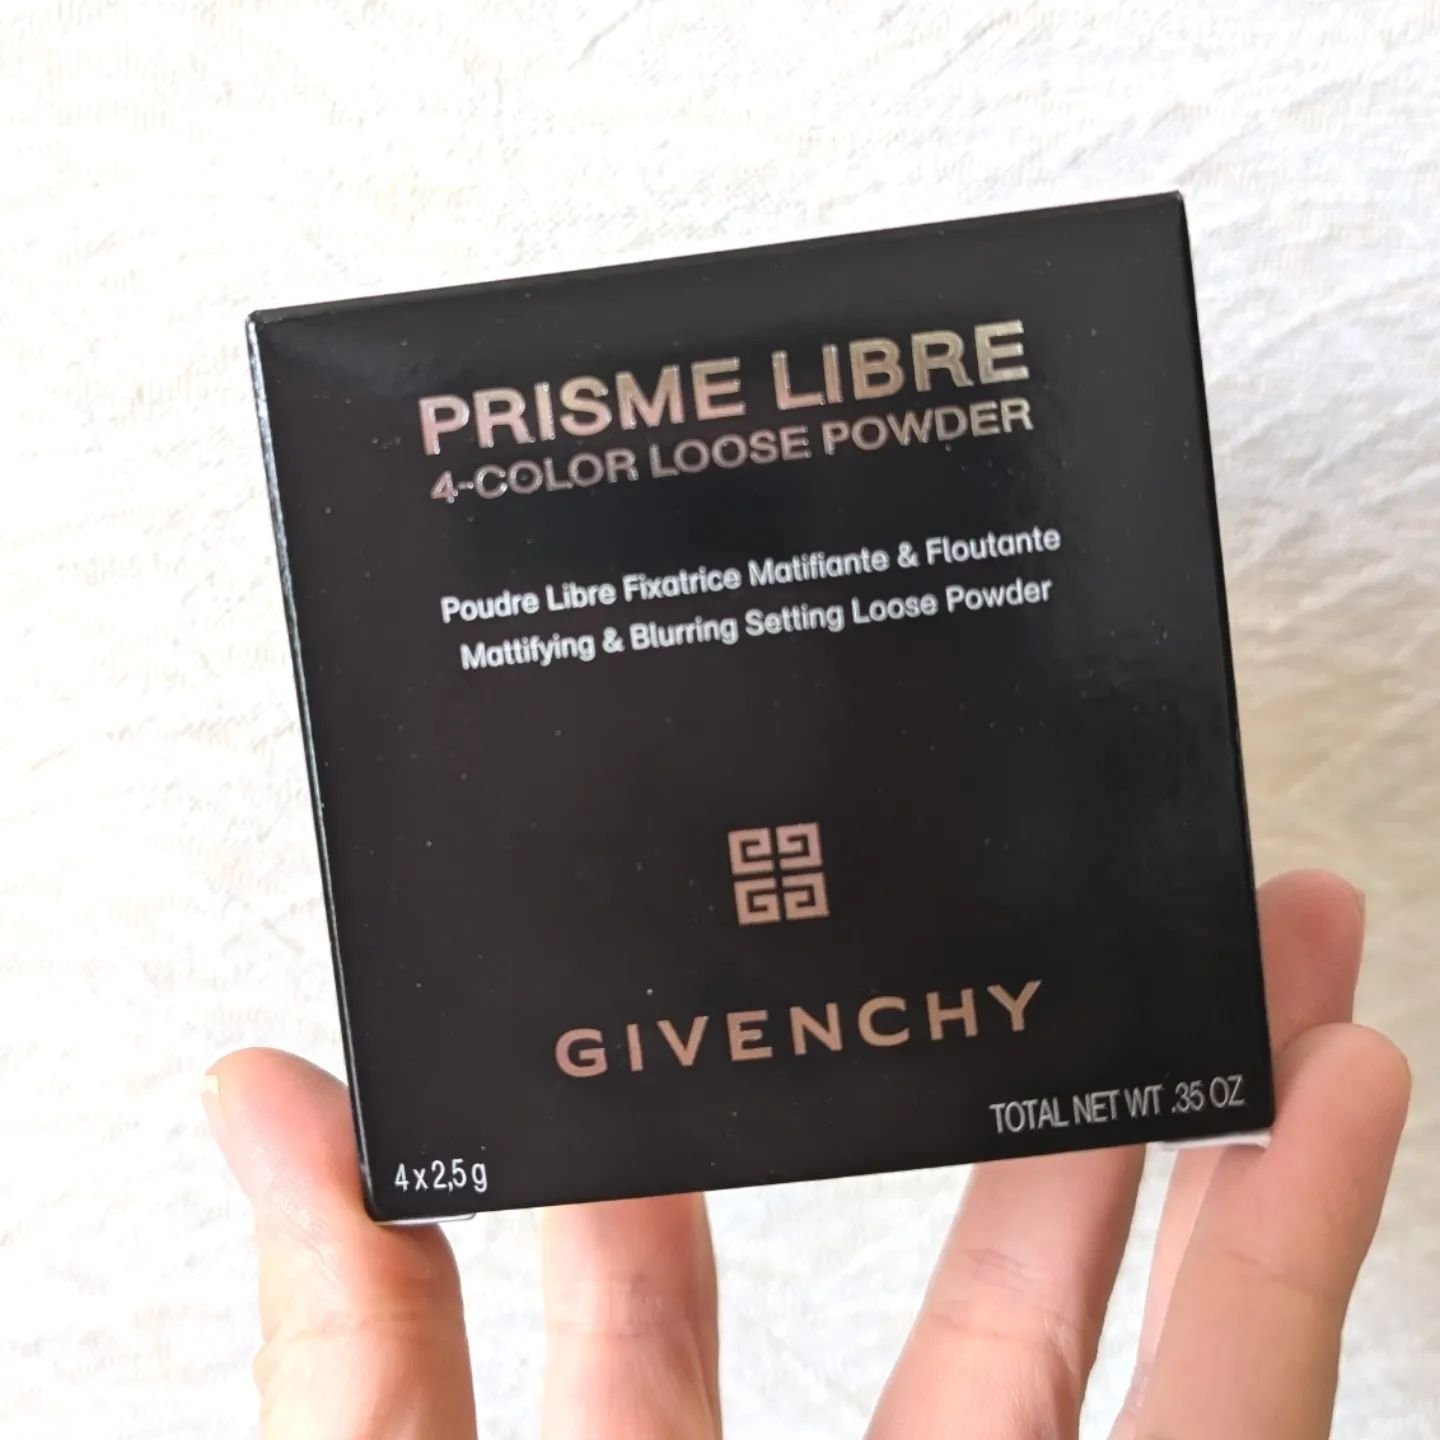 PRISME LIBRE
4-COLOR LOOSE POWDER
Poudre Libre Fixatrice Matifiante & Floutante
Mattifying & Blurring Setting Loose Powder
GIVENCHY
TOTAL NET WT .35 OZ
4 x 2,5 g